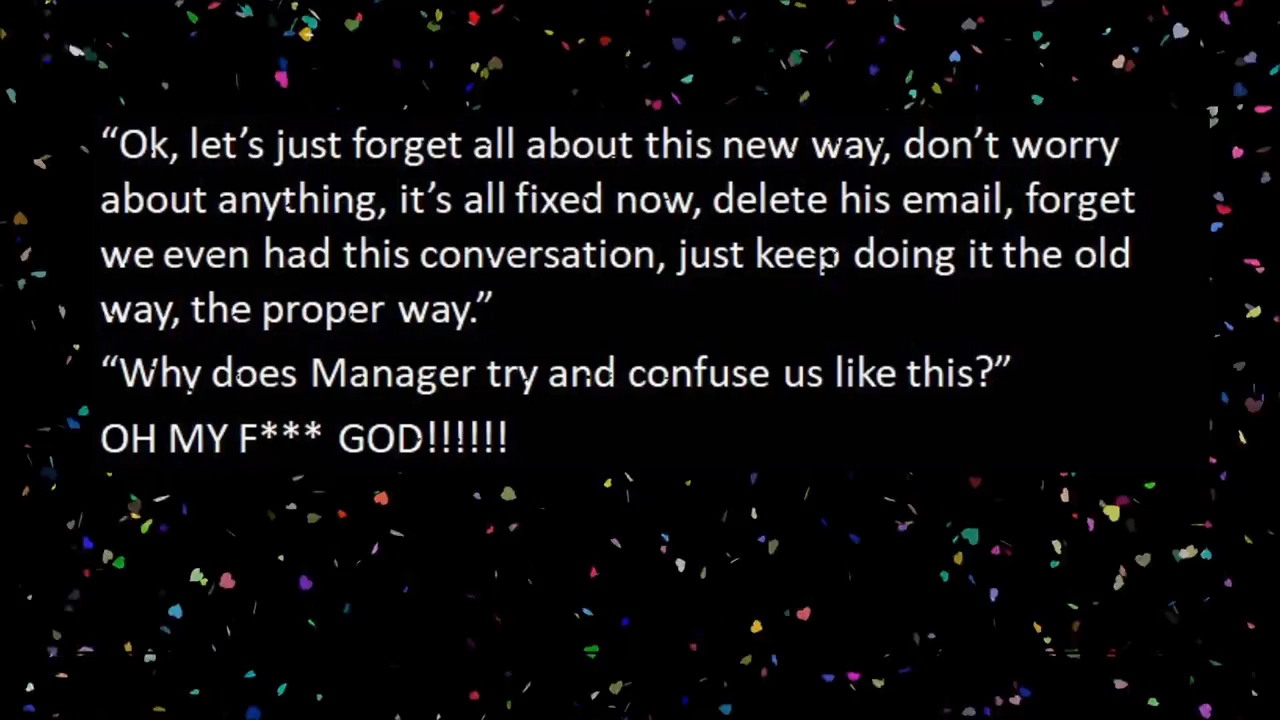 “Ok, let’s just forget all about this new way, don’t worry
about anything, it’s all fixed now, delete his email, forget
we even had this conversation, just keep doing it the old
way, the proper way.”
“Why does Manager try and confuse us like this?”
OH MY F*** GOD!!!!!!